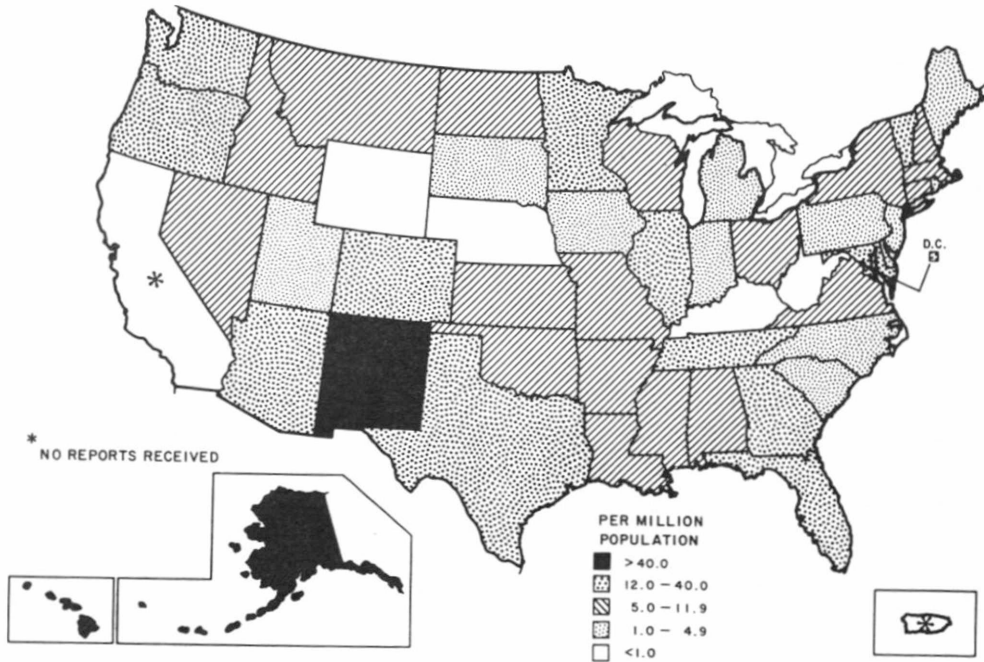 D.C.
*
* NO REPORTS RECEIVED
PER MILLION
POPULATION
>40.0
12.0-40.0
5.0-11.9
1.0- 4.9
<1.0
*